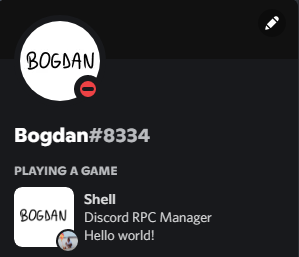 BOGDAN
Bogdan#8334
PLAYING A GAME
BOGDAN
Shell
Discord RPC Manager
Hello world!